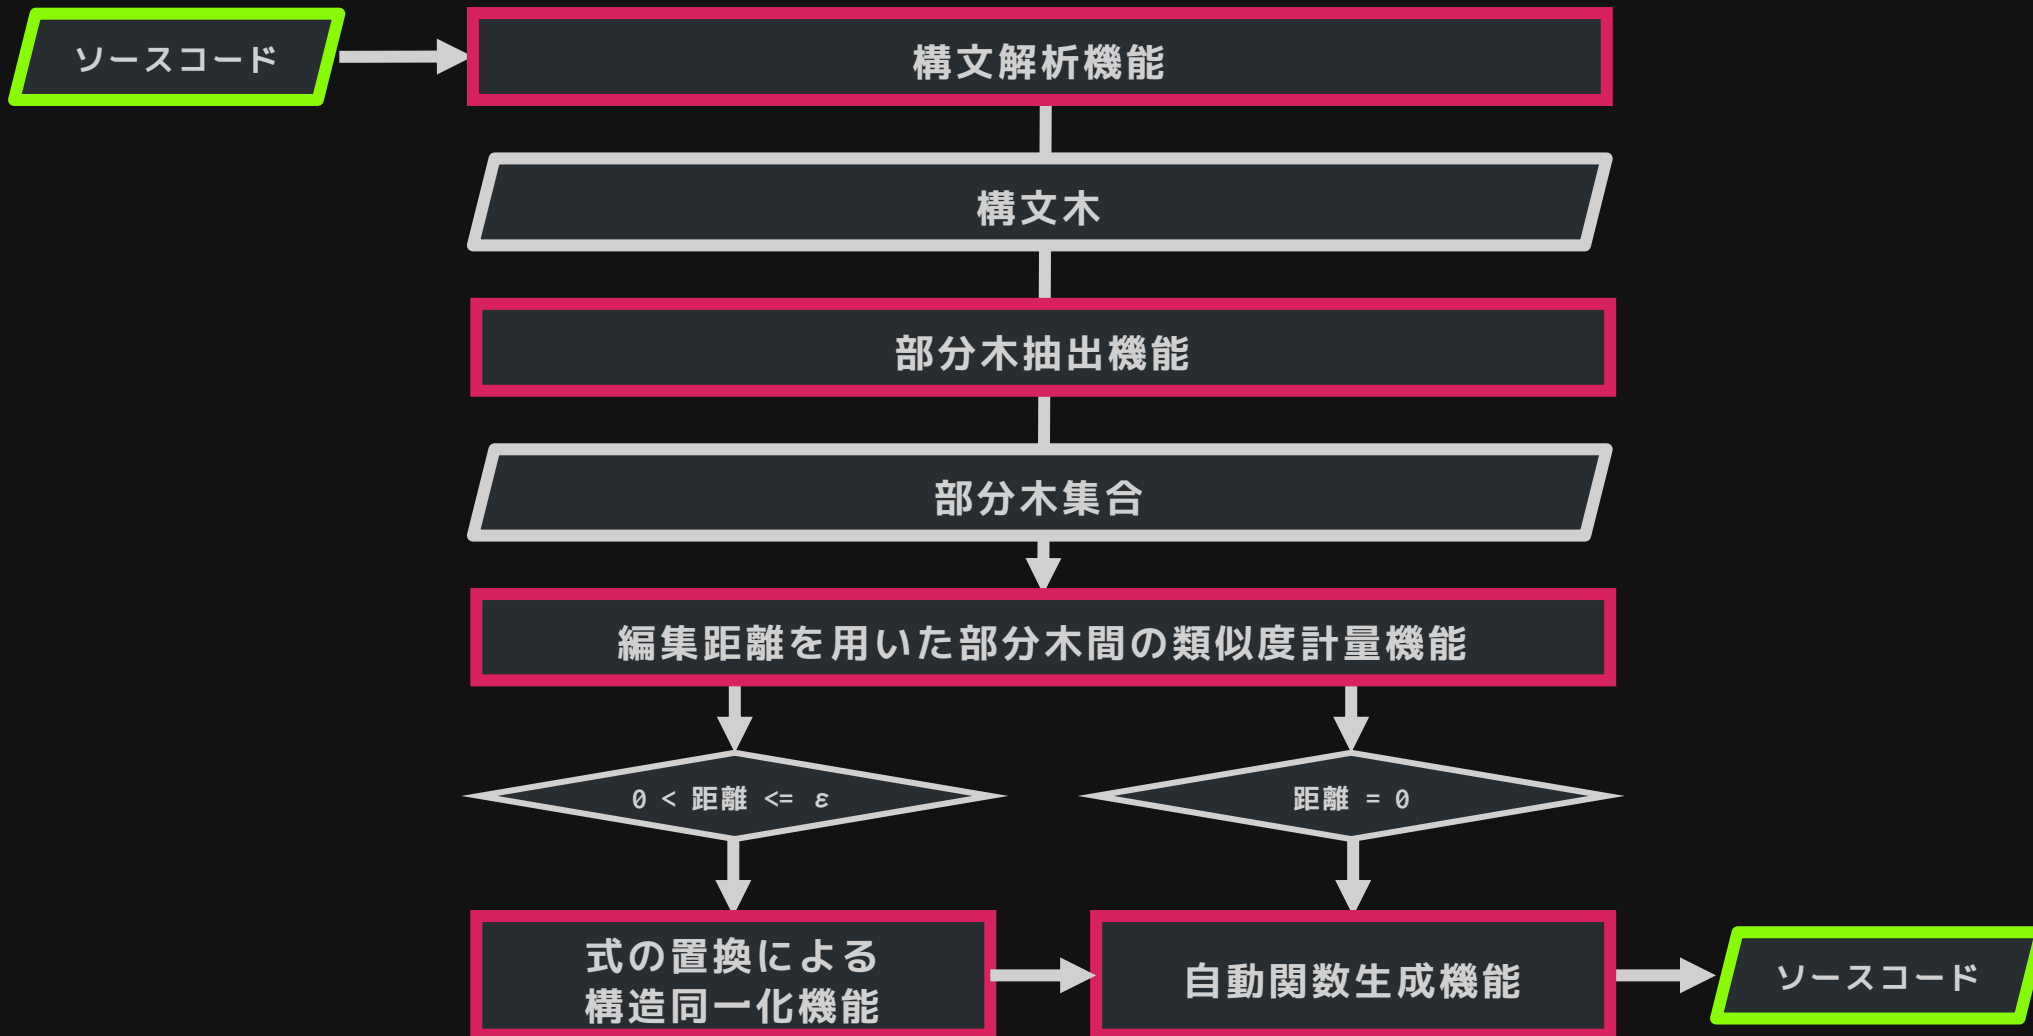 ソースコード
構文解析機能
構文木
部分木抽出機能
部分木集合
編集距離を用いた部分木間の類似度計量機能
0 < 距離 <= ε
距離 = 0
式の置換による
構造同一化機能
自動関数生成機能
ソースコード